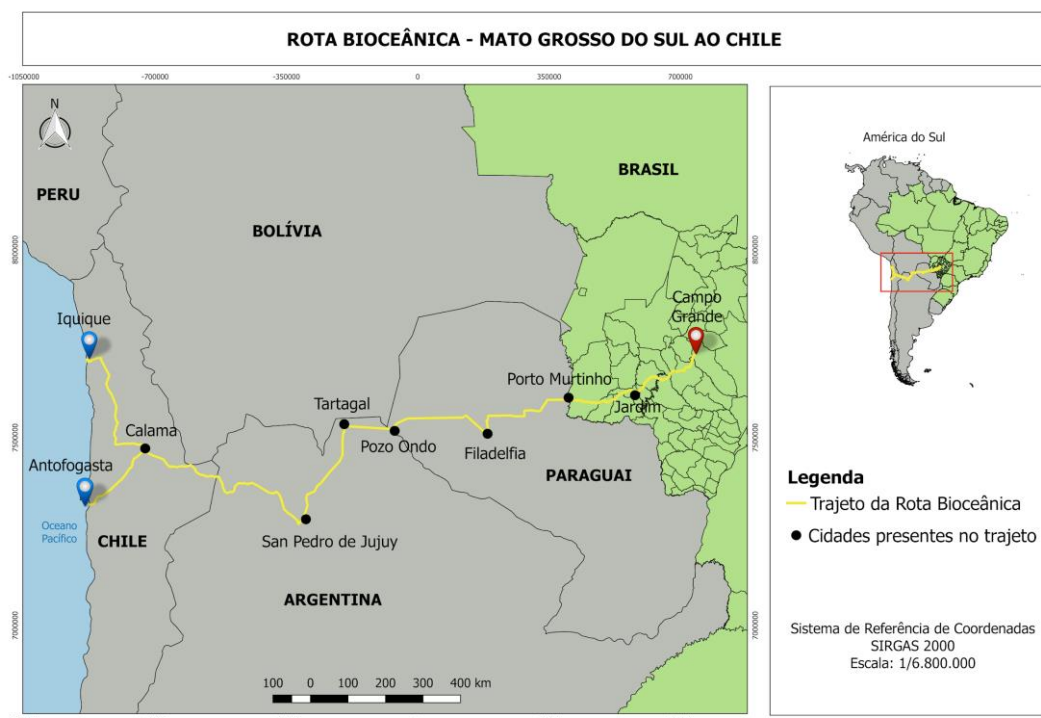 ROTA BIOCEÂNICA - MATO GROSSO DO SUL AO CHILE
-1050000 -700000 -350000 0 350000 700000
N
PERU
BOLÍVIA
BRASIL
8000000
8000000
Iquique
Campo
Grande
Porto Murtinho
Jardim
Tartagal
Pozo Ondo
Filadelfia
Calama
7500000
7500000
Antofogasta
PARAGUAI
Oceano
Pacífico
CHILE
San Pedro de Jujuy
ARGENTINA
7000000
7000000
100 0 100 200 300 400 km
América do Sul
Legenda
Trajeto da Rota Bioceânica
Cidades presentes no trajeto
Sistema de Referência de Coordenadas
SIRGAS 2000
Escala: 1/6.800.000